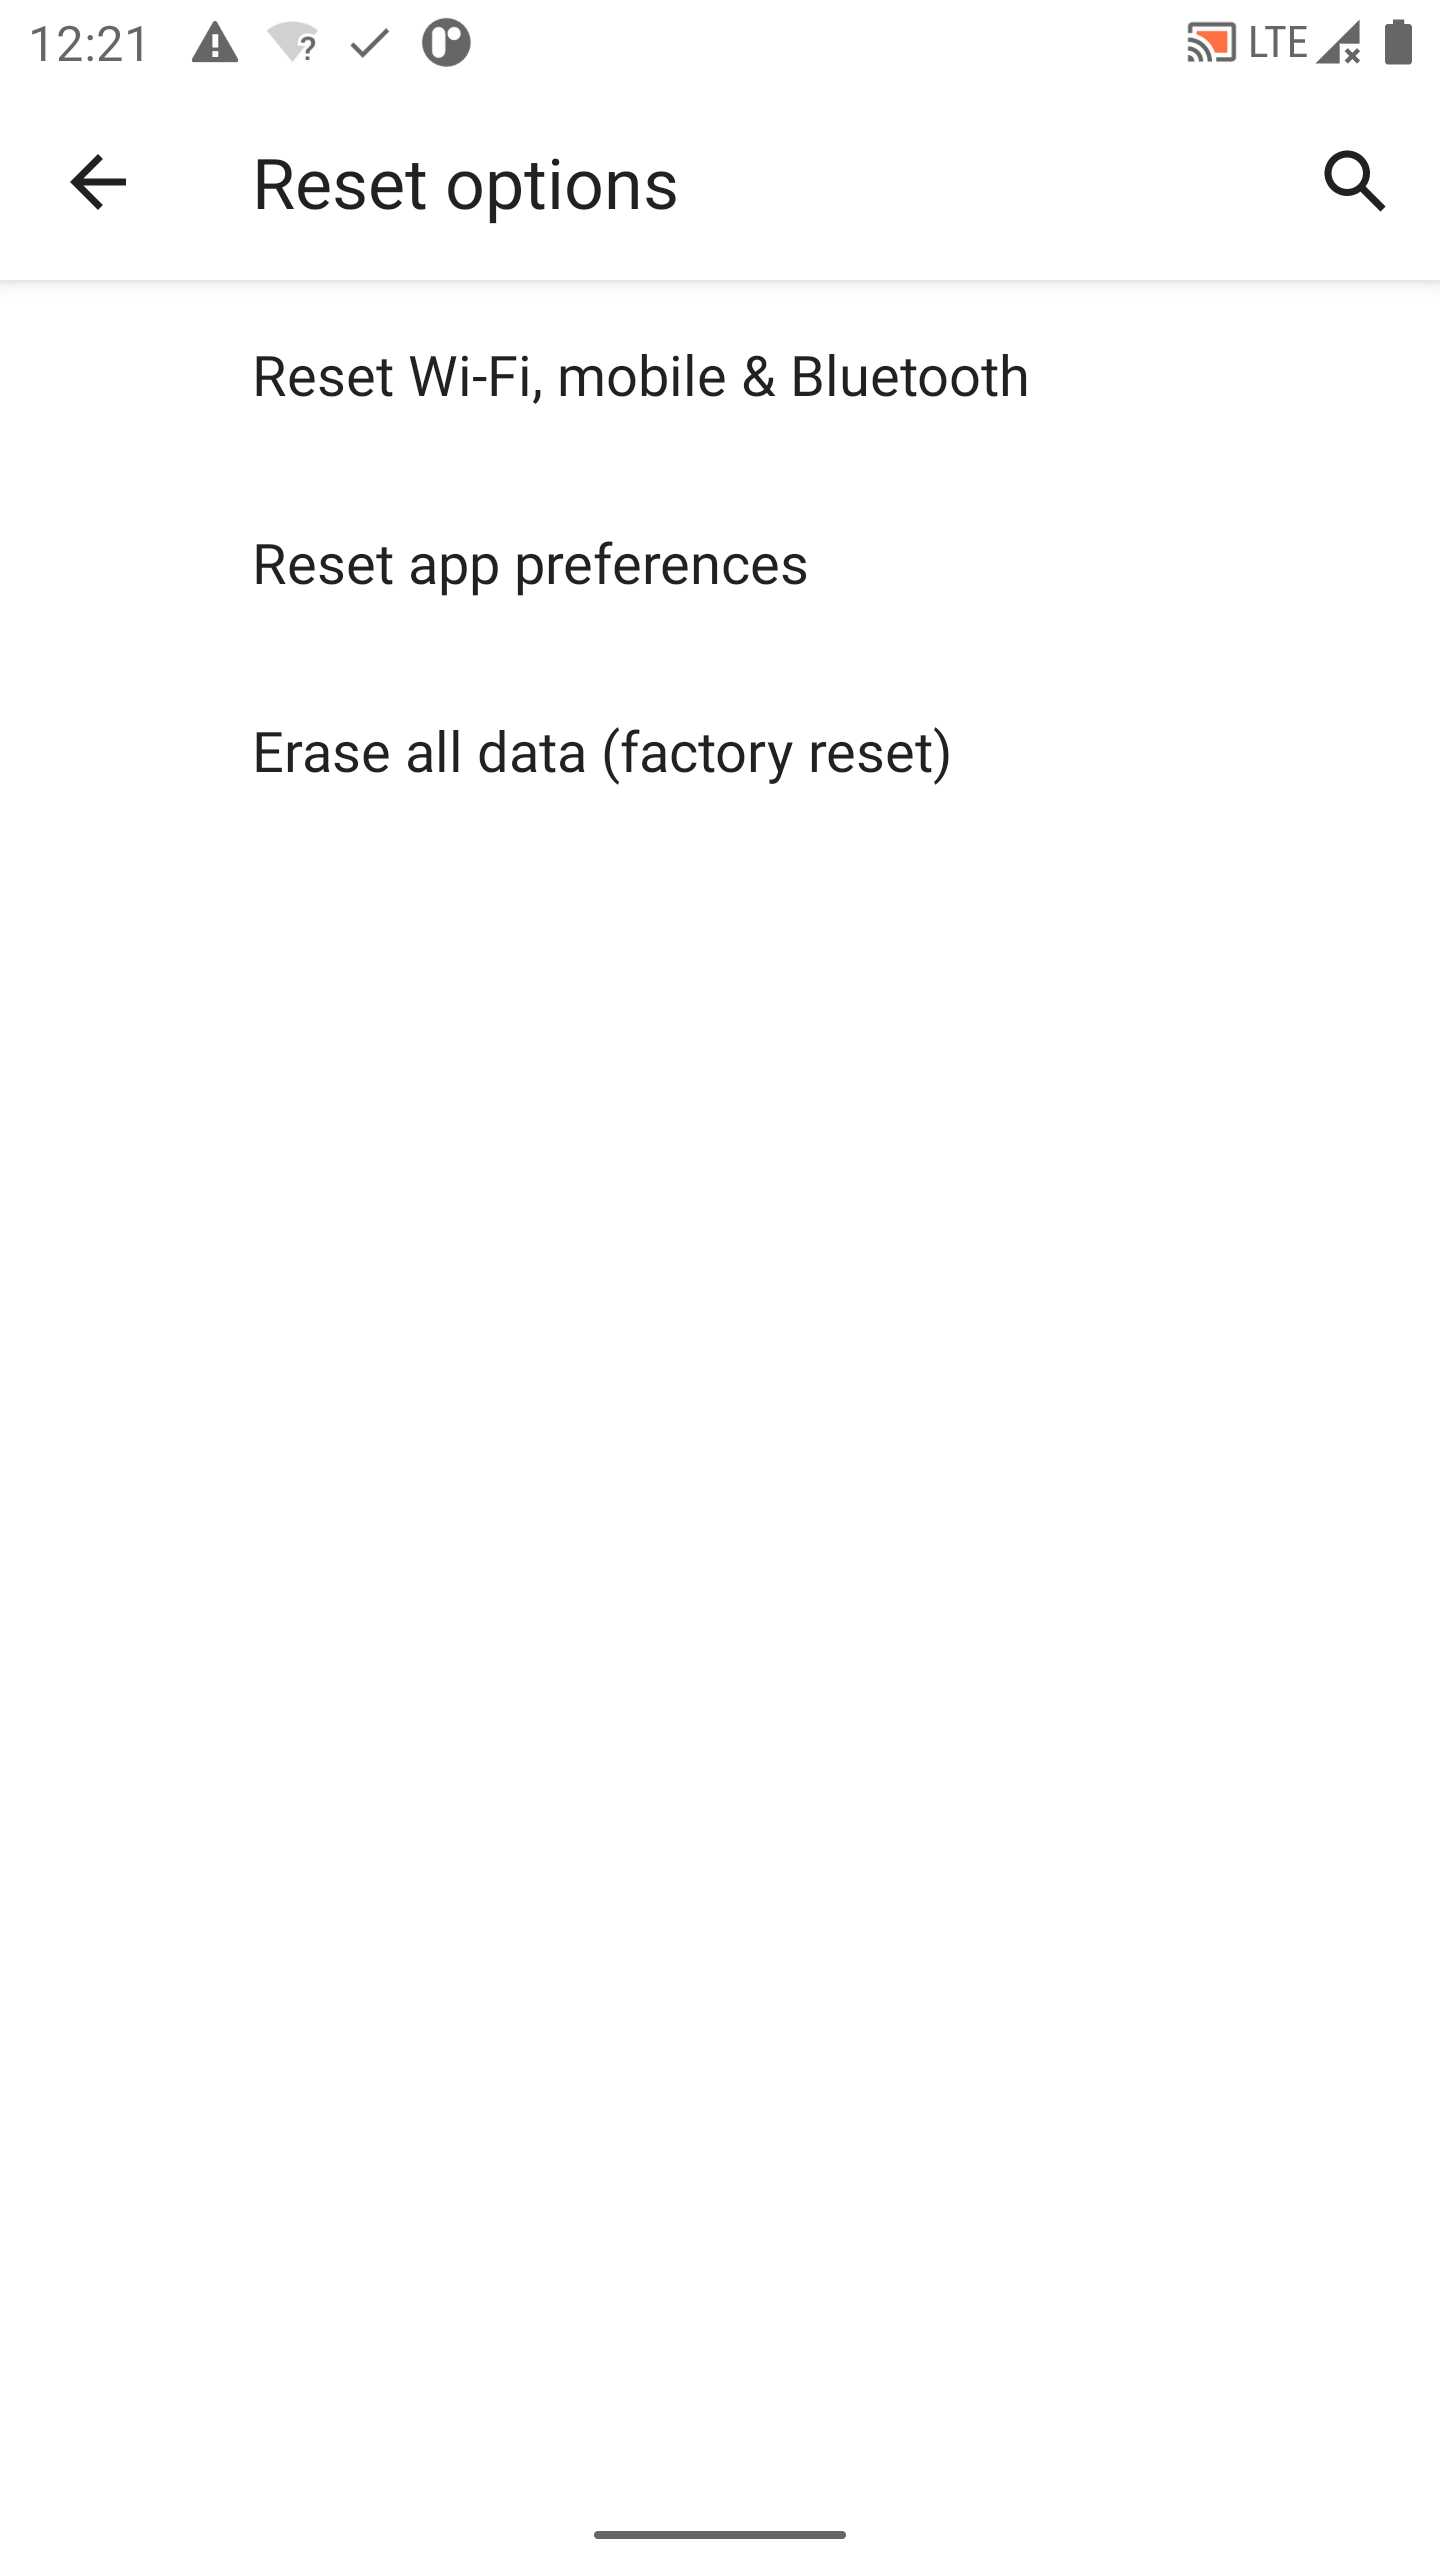 12:21
LTE
Reset options
Reset Wi-Fi, mobile & Bluetooth
Reset app preferences
Erase all data (factory reset)